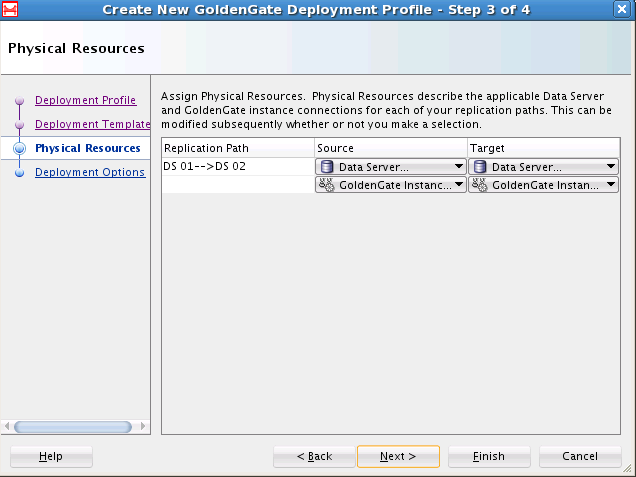 Create New GoldenGate Deployment Profile - Step 3 of 4
Physical Resources
Deployment Profile
Deployment Template
Physical Resources
Deployment Options
Assign Physical Resources.  Physical Resources describe the applicable Data Server
and GoldenGate instance connections for each of your replication paths. This can be
modified subsequently whether or not you make a selection.
Replication Path Source Target
DS 01-->DS 02 Data Server... Data Server...
GoldenGate Instanc... GoldenGate Instan...
Help < Back Next > Finish Cancel